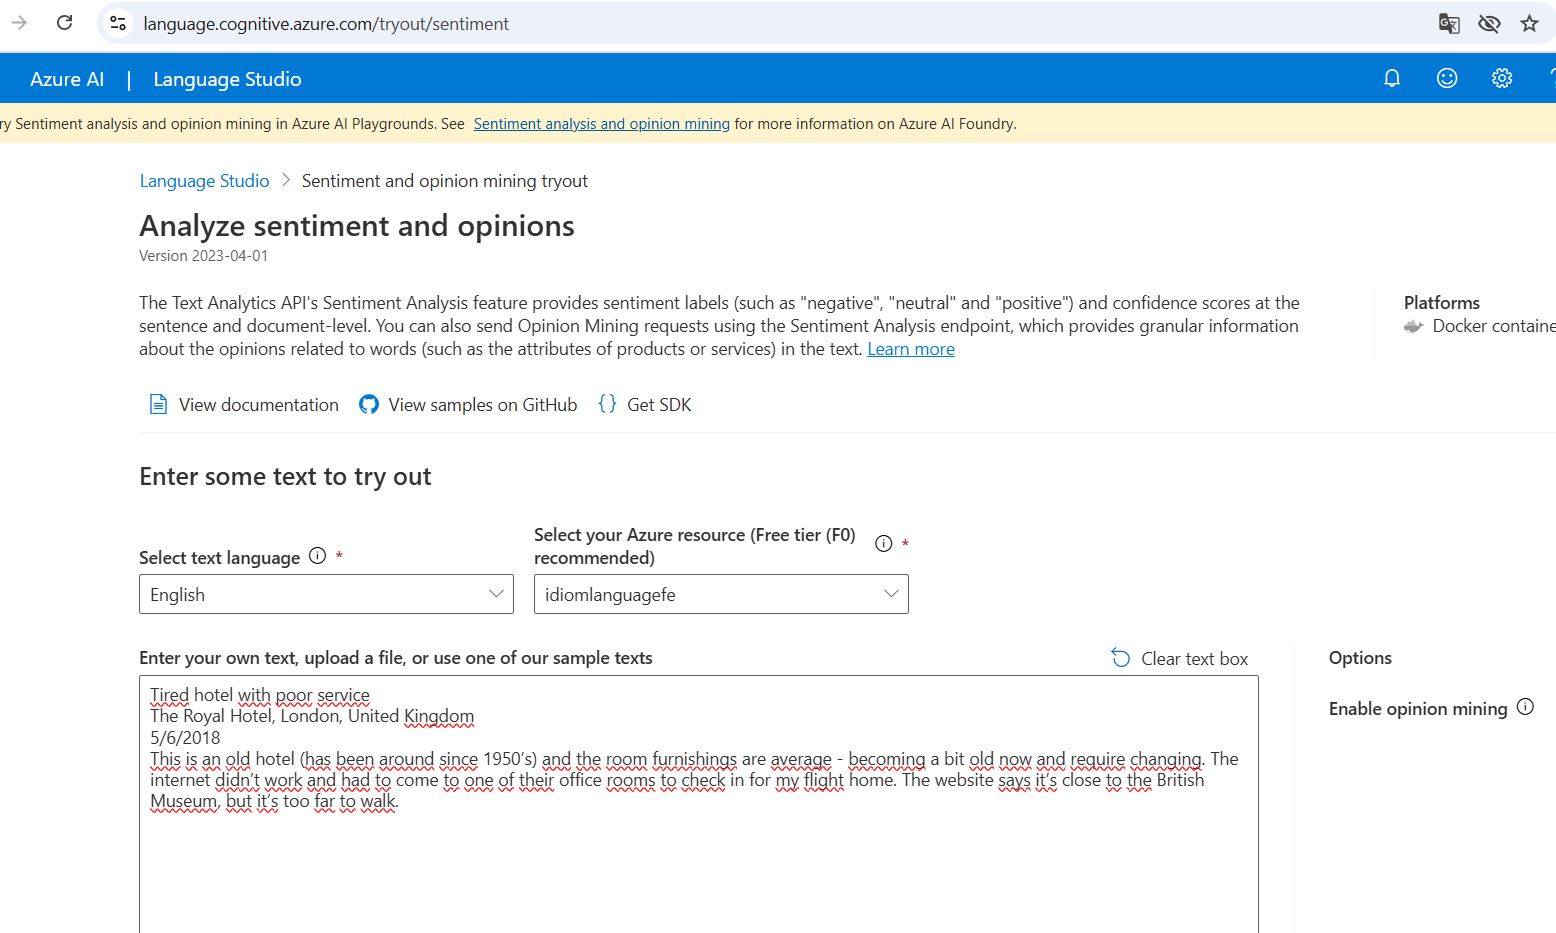 language.cognitive.azure.com/tryout/sentiment
Azure AI | Language Studio
Sentiment analysis and opinion mining in Azure AI Playgrounds. See Sentiment analysis and opinion mining for more information on Azure AI Foundry.
Language Studio > Sentiment and opinion mining tryout
Analyze sentiment and opinions
Version 2023-04-01
The Text Analytics API's Sentiment Analysis feature provides sentiment labels (such as "negative", "neutral" and "positive") and confidence scores at the
sentence and document-level. You can also send Opinion Mining requests using the Sentiment Analysis endpoint, which provides granular information
about the opinions related to words (such as the attributes of products or services) in the text. Learn more
Platforms
Docker containe
View documentation View samples on GitHub {} Get SDK
Enter some text to try out
Select text language *
English
Select your Azure resource (Free tier (F0)
recommended) *
idiomlanguagefe
Enter your own text, upload a file, or use one of our sample texts
Clear text box
Tired hotel with poor service
The Royal Hotel, London, United Kingdom
5/6/2018
This is an old hotel (has been around since 1950’s) and the room furnishings are average - becoming a bit old now and require changing. The
internet didn’t work and had to come to one of their office rooms to check in for my flight home. The website says it’s close to the British
Museum, but it’s too far to walk.
Options
Enable opinion mining